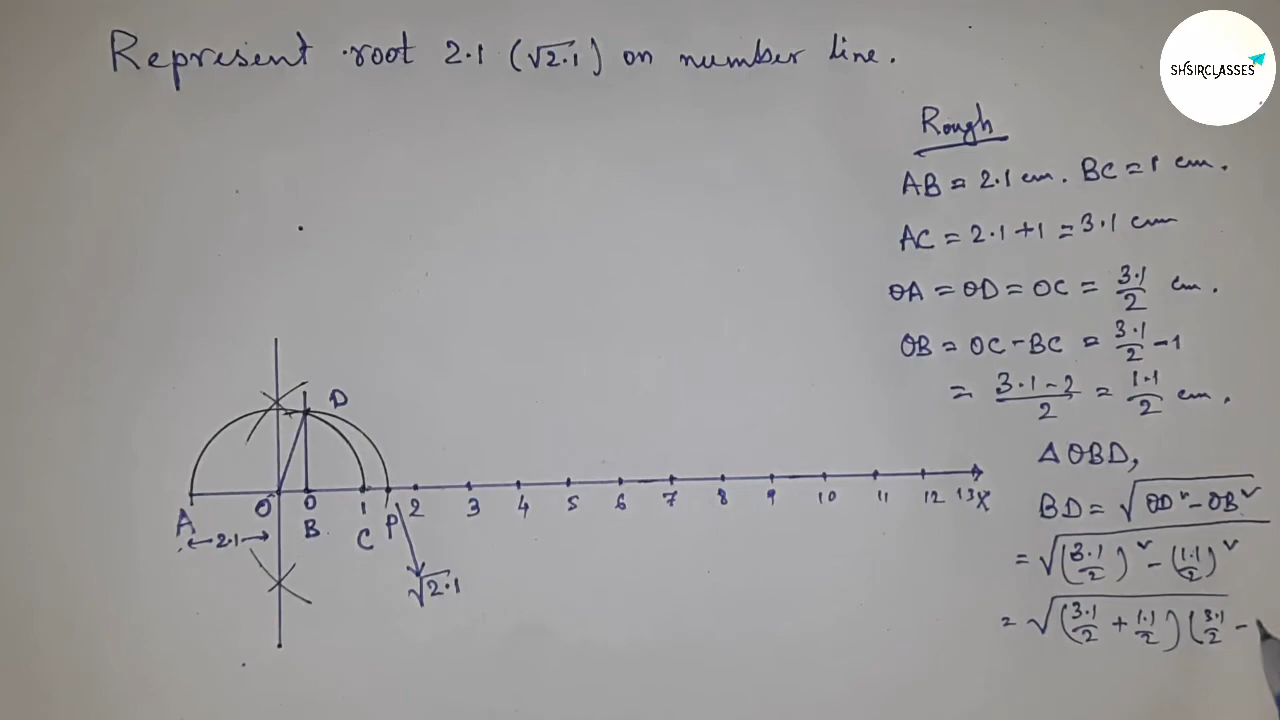 Represent root 2.1 (√2.1) on number line.
SHSIRCLASSES
Rough
AB = 2.1 cm. BC = 1 cm.
AC = 2.1 + 1 = 3.1 cm
OA = OD = OC = 3.1/2 cm.
OB = OC - BC = 3.1/2 - 1
= 3.1 - 2/2 = 1.1/2 cm.
△OBD,
BD = √OD² - OB²
= √(3.1/2)² - (1.1/2)²
= √(3.1/2 + 1.1/2)(3.1/2 -
D
A O 0 1 P 2 3 4 5 6 7 8 9 10 11 12 13 X
B C
2.1
√2.1